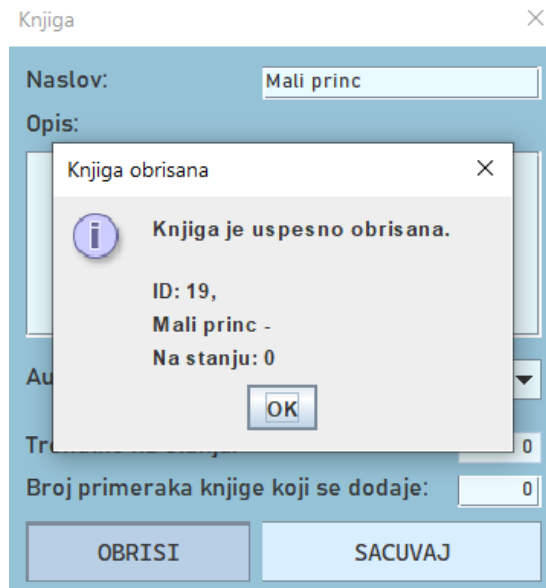 Knjiga
Naslov:
Mali princ
Opis:
Knjiga obrisana
Knjiga je uspesno obrisana.
ID: 19,
Mali princ -
Na stanju: 0
OK
0
Broj primeraka knjige koji se dodaje:
0
OBRISI
SACUVAJ